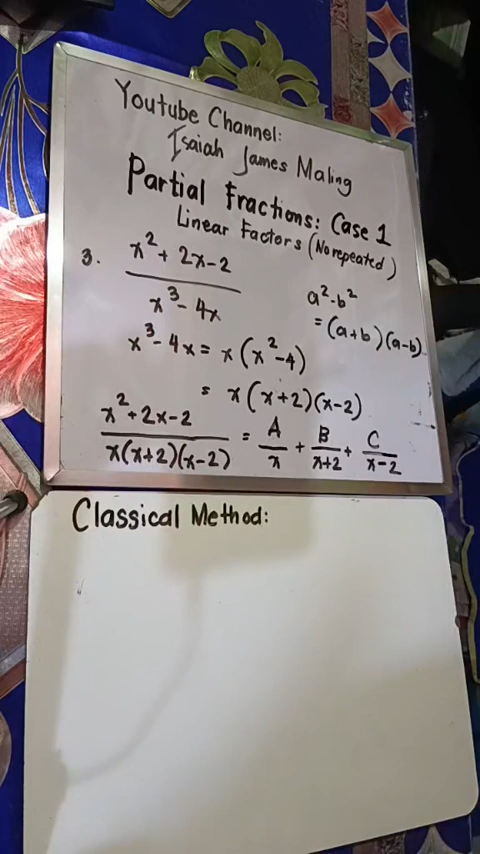 Youtube Channel:
Isaiah James Maling
Partial Fractions: Case 1
Linear Factors (No repeated)
3. x² + 2x - 2
x³ - 4x
a² - b²
= (a+b)(a-b)
x³ - 4x = x(x² - 4)
= x(x+2)(x-2)
x² + 2x - 2 / x(x+2)(x-2) = A/x + B/x+2 + C/x-2
Classical Method: